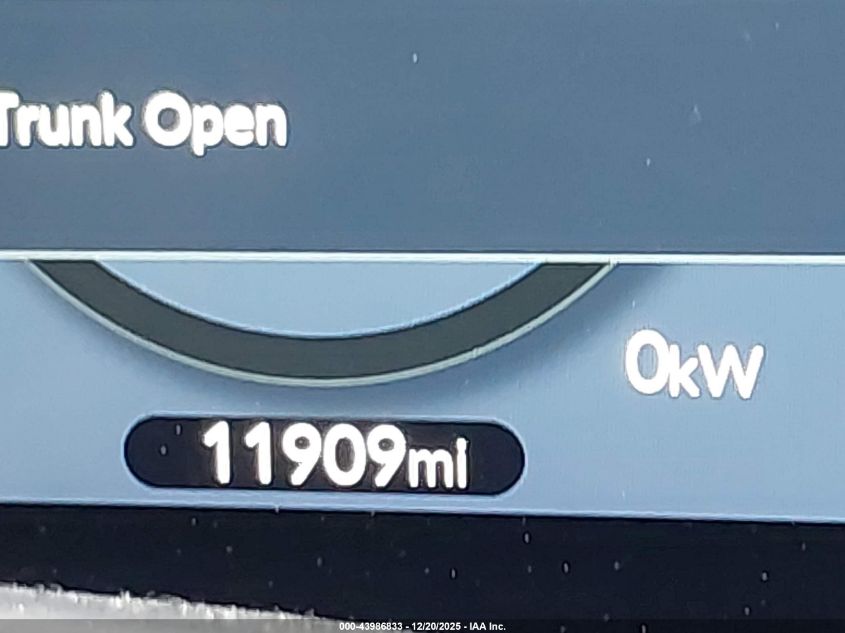 Trunk Open
0kW
11909mi
000-43986833 - 12/20/2025 - IAA Inc.